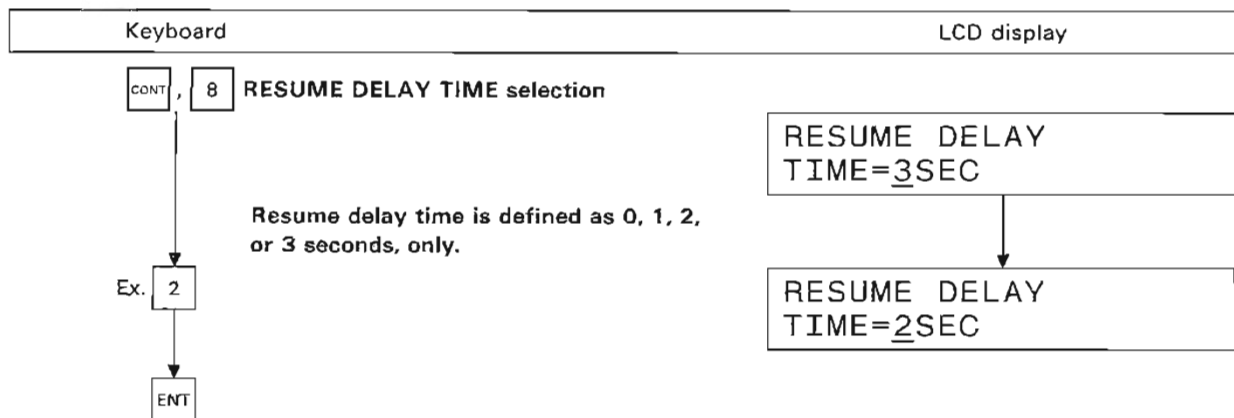 Keyboard LCD display
CONT , 8 RESUME DELAY TIME selection
RESUME DELAY
TIME=3SEC
Resume delay time is defined as 0, 1, 2,
or 3 seconds, only.
Ex. 2
RESUME DELAY
TIME=2SEC
ENT